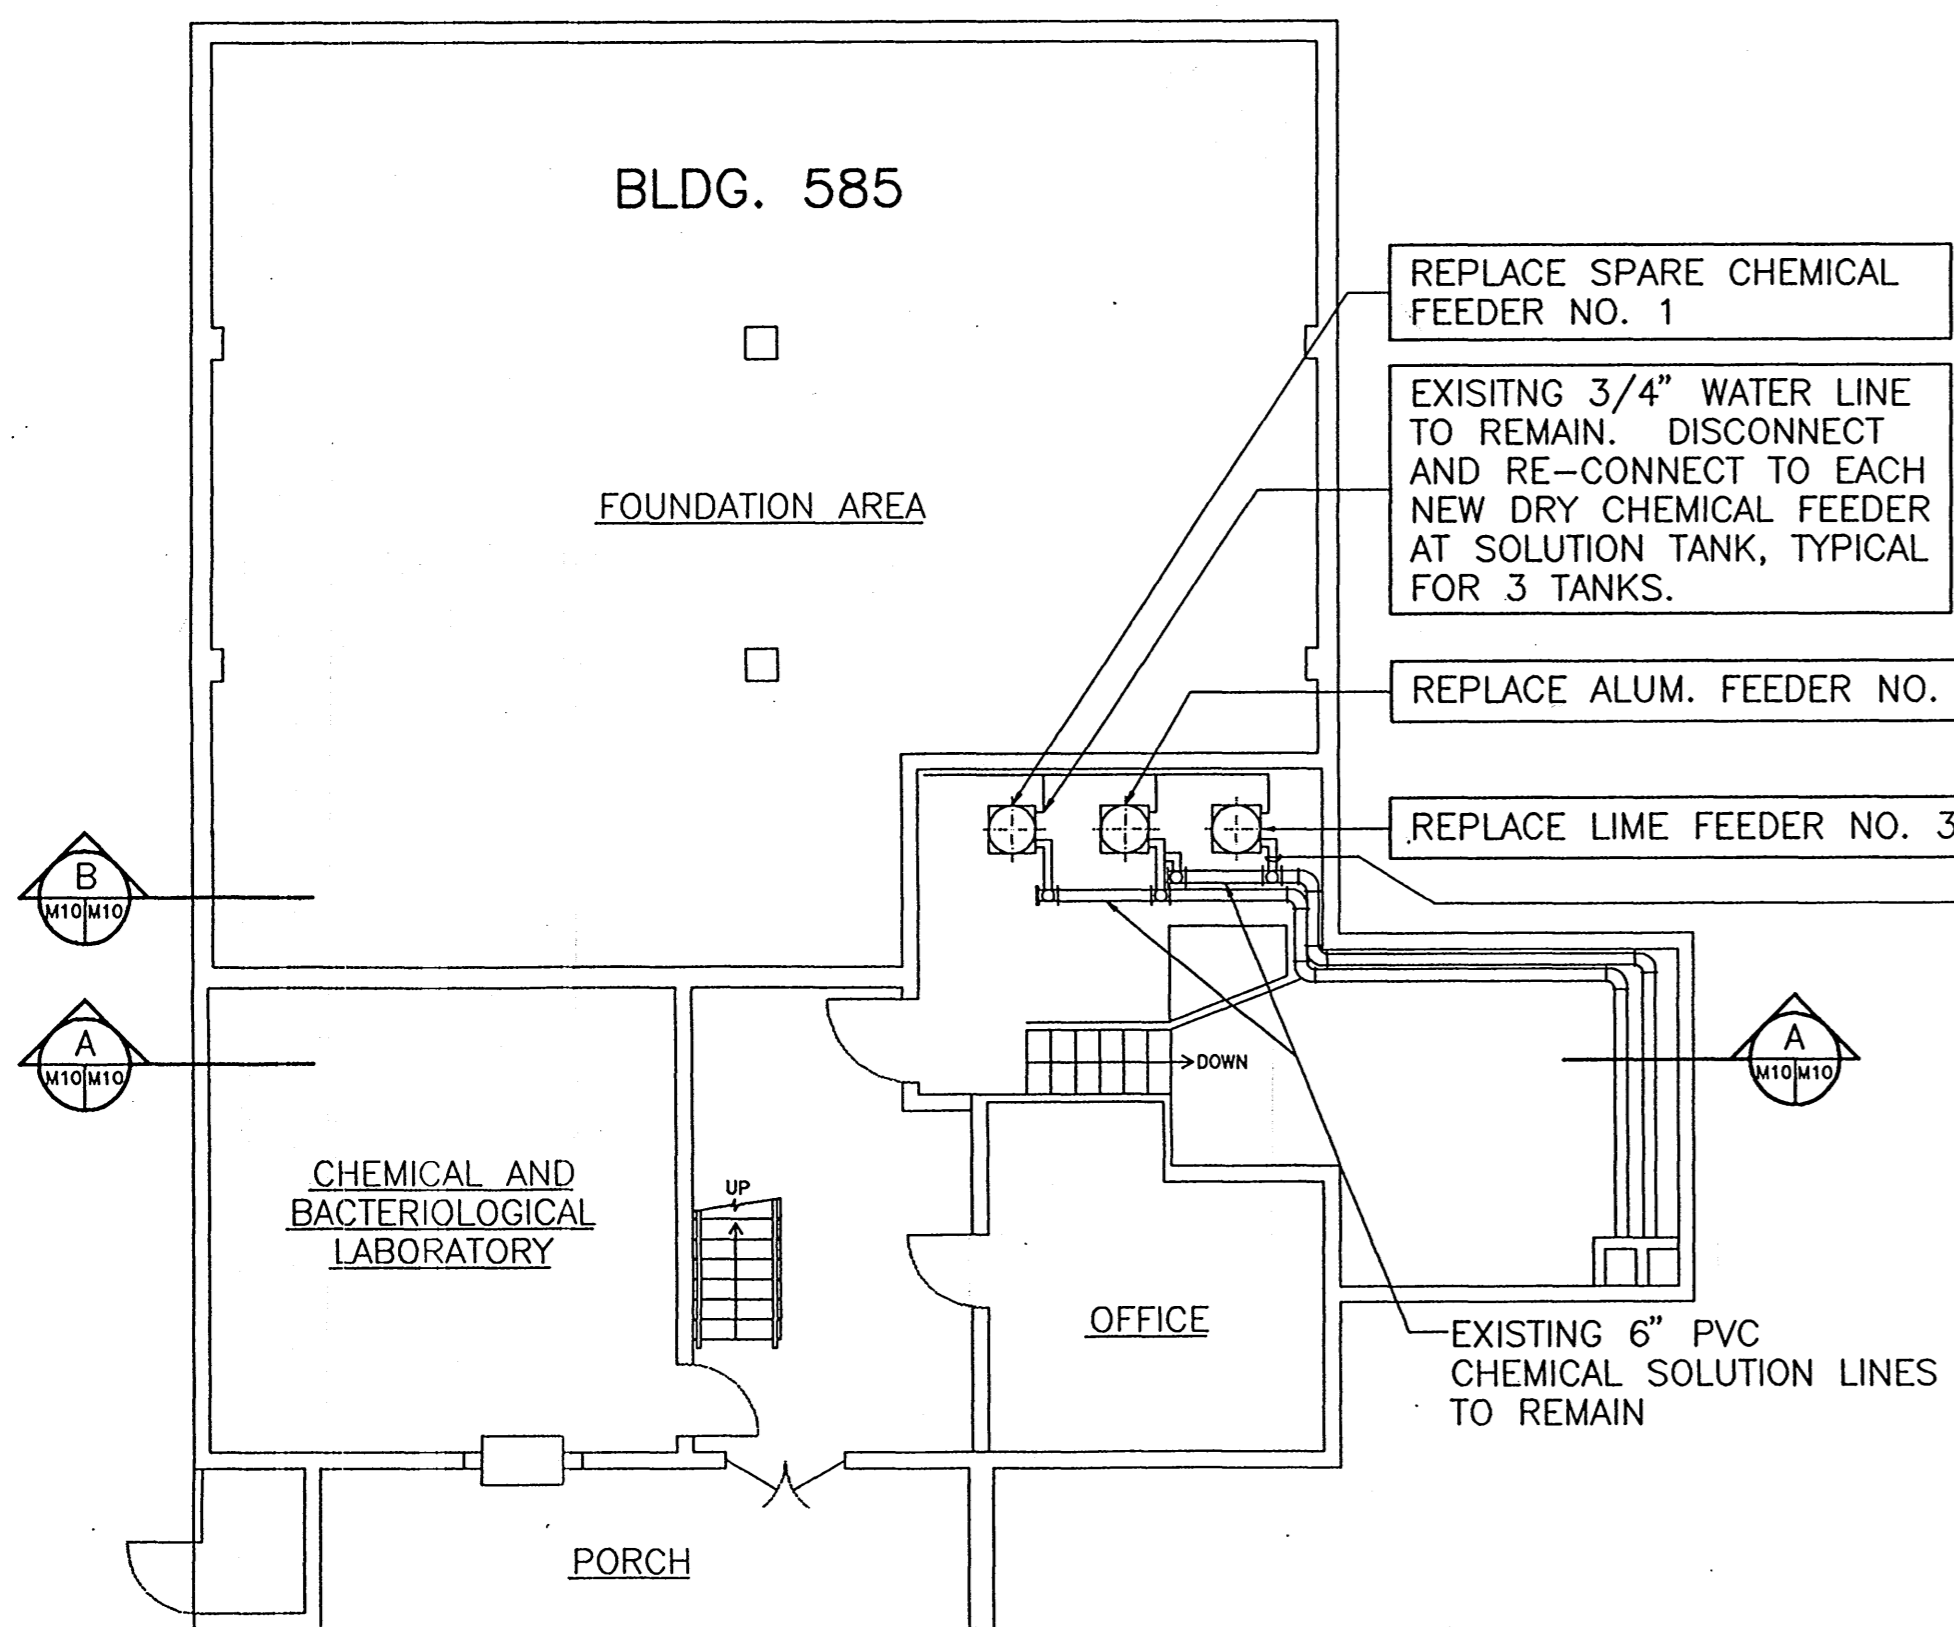 BLDG. 585
REPLACE SPARE CHEMICAL
FEEDER NO. 1
EXISITNG 3/4" WATER LINE
TO REMAIN. DISCONNECT
AND RE-CONNECT TO EACH
NEW DRY CHEMICAL FEEDER
AT SOLUTION TANK, TYPICAL
FOR 3 TANKS.
FOUNDATION AREA
REPLACE ALUM. FEEDER NO.
REPLACE LIME FEEDER NO. 3
B
M10 M10
A
M10 M10
DOWN
A
M10 M10
CHEMICAL AND
BACTERIOLOGICAL
LABORATORY
UP
OFFICE
EXISTING 6" PVC
CHEMICAL SOLUTION LINES
TO REMAIN
PORCH